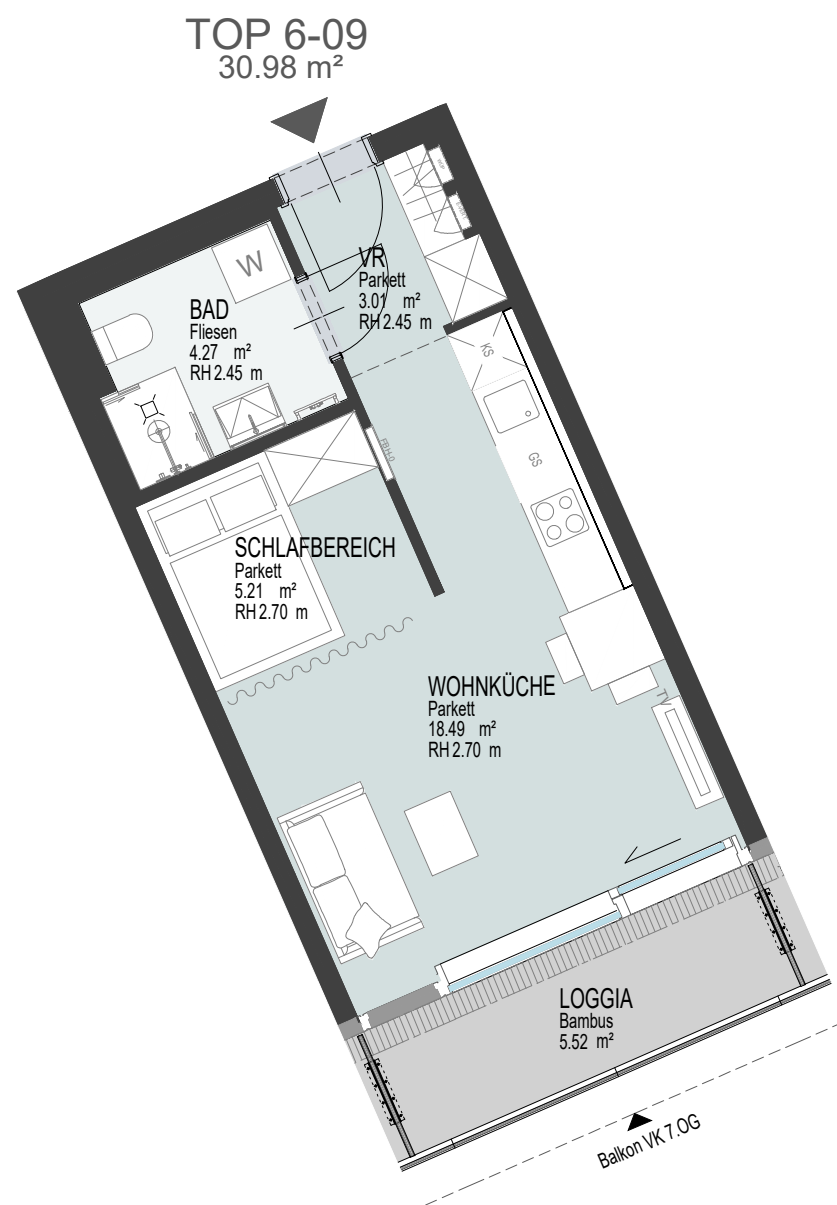 TOP 6-09
30.98 m²
W
BAD
Fliesen
4.27 m²
RH 2.45 m
VR
Parkett
3.01 m²
RH 2.45 m
KS
GS
SCHLAFBEREICH
Parkett
5.21 m²
RH 2.70 m
WOHNKÜCHE
Parkett
18.49 m²
RH 2.70 m
TV
LOGGIA
Bambus
5.52 m²
Balkon VK 7.OG